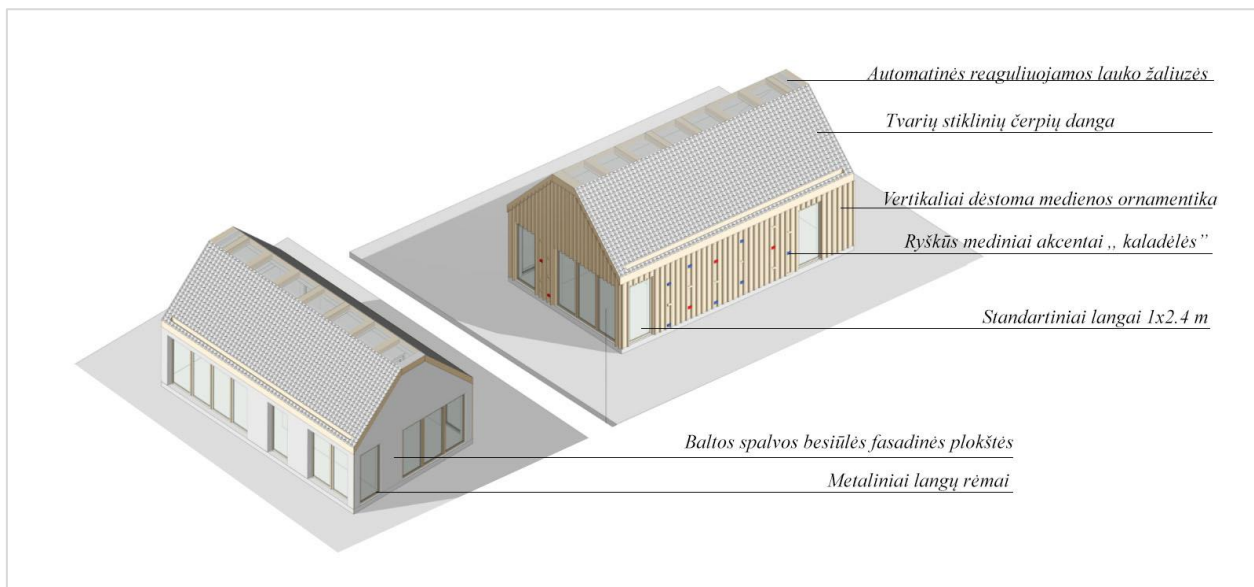 Automatinės reaguliuojamos lauko žaliuzės
Tvarių stiklinių čerpių danga
Vertikaliai dėstoma medienos ornamentika
Ryškūs mediniai akcentai ,, kaladėlės”
Standartiniai langai 1x2.4 m
Baltos spalvos besiūlės fasadinės plokštės
Metaliniai langų rėmai